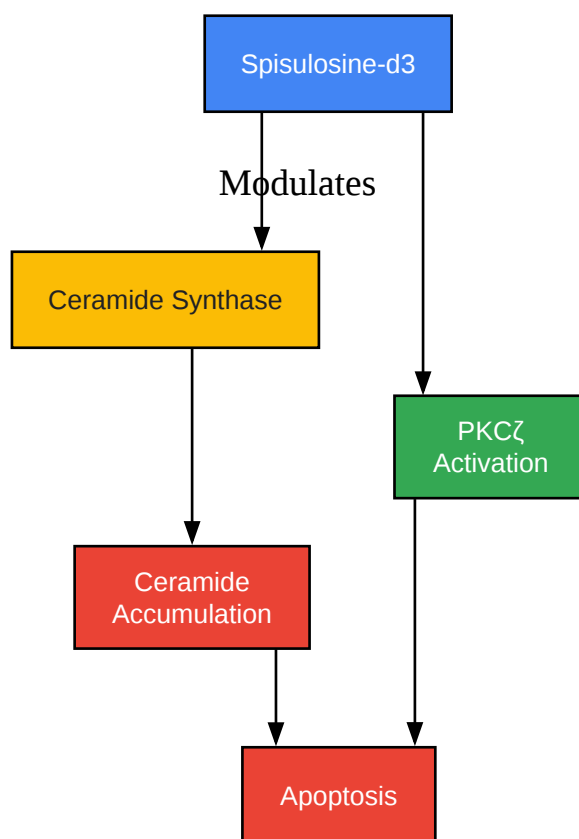 Spisulosine-d3
Modulates
Ceramide Synthase
PKCζ
Activation
Ceramide
Accumulation
Apoptosis